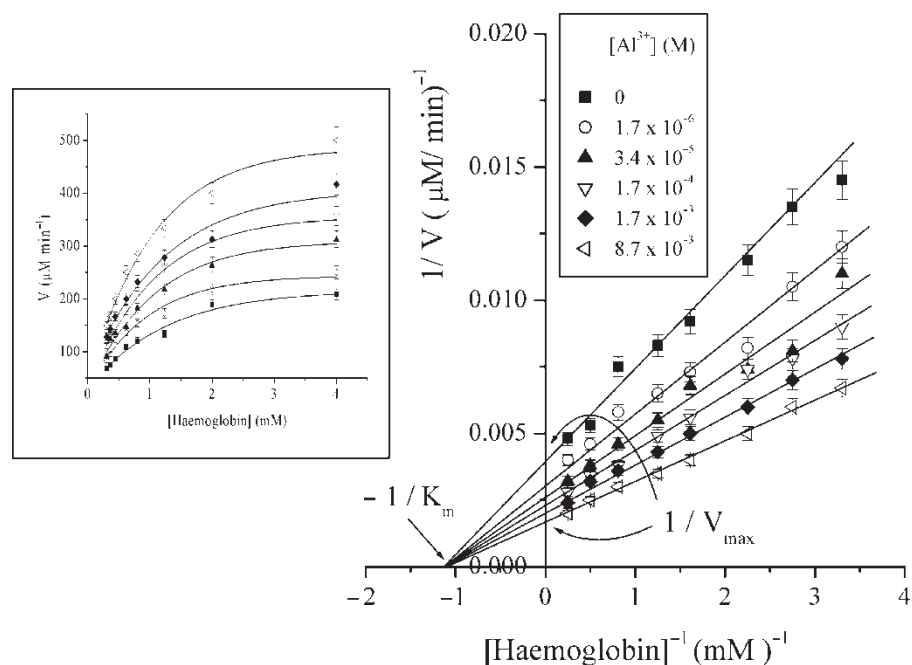 500
400
300
200
100
V (μM min⁻¹)
0
1
2
3
4
[Haemoglobin] (mM)
0.020
0.015
0.010
0.005
0.000
1/ V ( μM/ min)⁻¹
[Al³⁺] (M)
0
1.7 x 10⁻⁶
3.4 x 10⁻⁵
1.7 x 10⁻⁴
1.7 x 10⁻³
8.7 x 10⁻³
− 1 / Kₘ
1 / Vₘₐₓ
−2
−1
0
1
2
3
4
[Haemoglobin]⁻¹ (mM )⁻¹